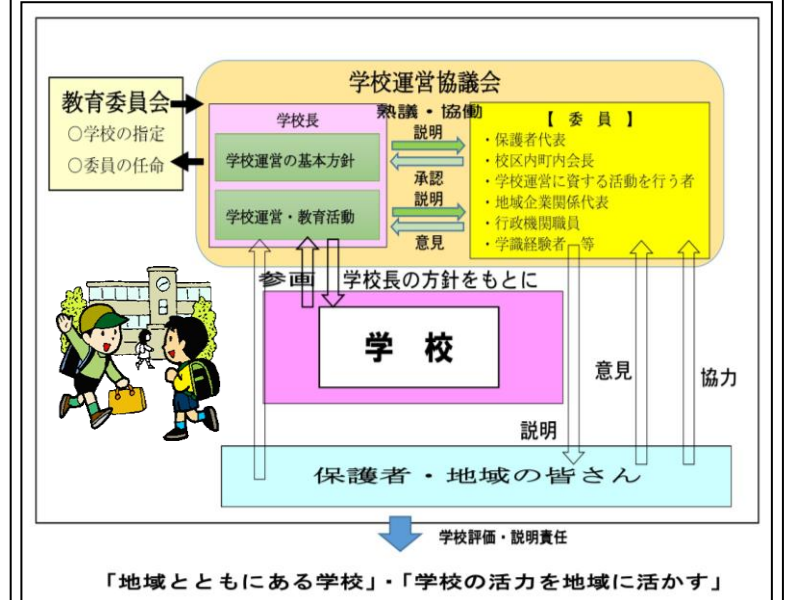 学校運営協議会
教育委員会
○学校の指定
○委員の任命
熟議・協働
学校長
学校運営の基本方針
学校運営・教育活動
説明
承認
説明
意見
【 委 員 】
・保護者代表
・校区内町内会長
・学校運営に資する活動を行う者
・地域企業関係代表
・行政機関職員
・学識経験者 等
参画
学校長の方針をもとに
学 校
意見
協力
説明
保護者・地域の皆さん
学校評価・説明責任
「地域とともにある学校」・「学校の活力を地域に活かす」